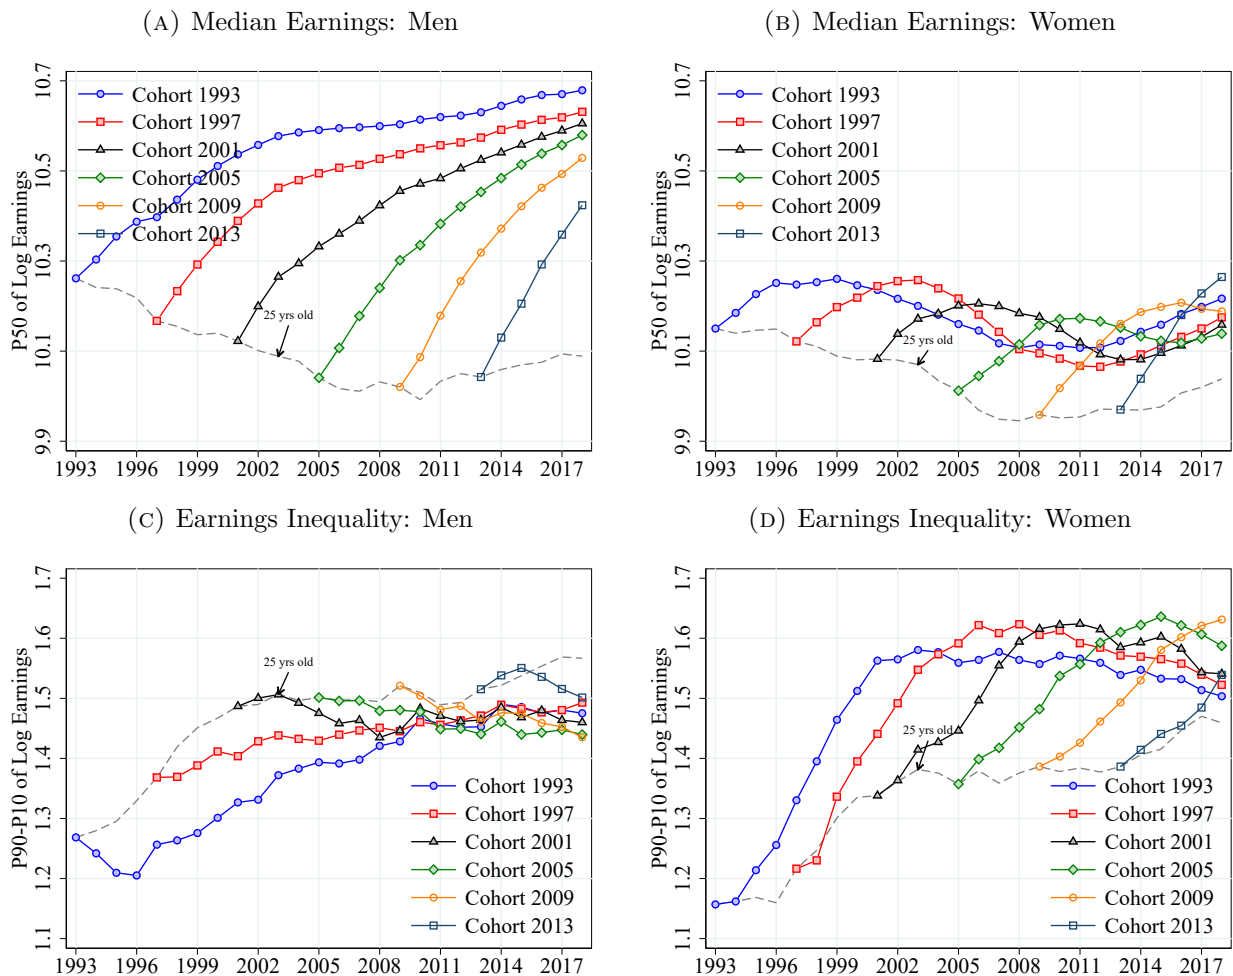 (A) Median Earnings: Men
P50 of Log Earnings
10.7
10.5
10.3
10.1
9.9
Cohort 1993
Cohort 1997
Cohort 2001
Cohort 2005
Cohort 2009
Cohort 2013
25 yrs old
1993 1996 1999 2002 2005 2008 2011 2014 2017
(B) Median Earnings: Women
P50 of Log Earnings
10.7
10.5
10.3
10.1
9.9
Cohort 1993
Cohort 1997
Cohort 2001
Cohort 2005
Cohort 2009
Cohort 2013
25 yrs old
1993 1996 1999 2002 2005 2008 2011 2014 2017
(C) Earnings Inequality: Men
P90-P10 of Log Earnings
1.7
1.6
1.5
1.4
1.3
1.2
1.1
25 yrs old
Cohort 1993
Cohort 1997
Cohort 2001
Cohort 2005
Cohort 2009
Cohort 2013
1993 1996 1999 2002 2005 2008 2011 2014 2017
(D) Earnings Inequality: Women
P90-P10 of Log Earnings
1.7
1.6
1.5
1.4
1.3
1.2
1.1
25 yrs old
Cohort 1993
Cohort 1997
Cohort 2001
Cohort 2005
Cohort 2009
Cohort 2013
1993 1996 1999 2002 2005 2008 2011 2014 2017